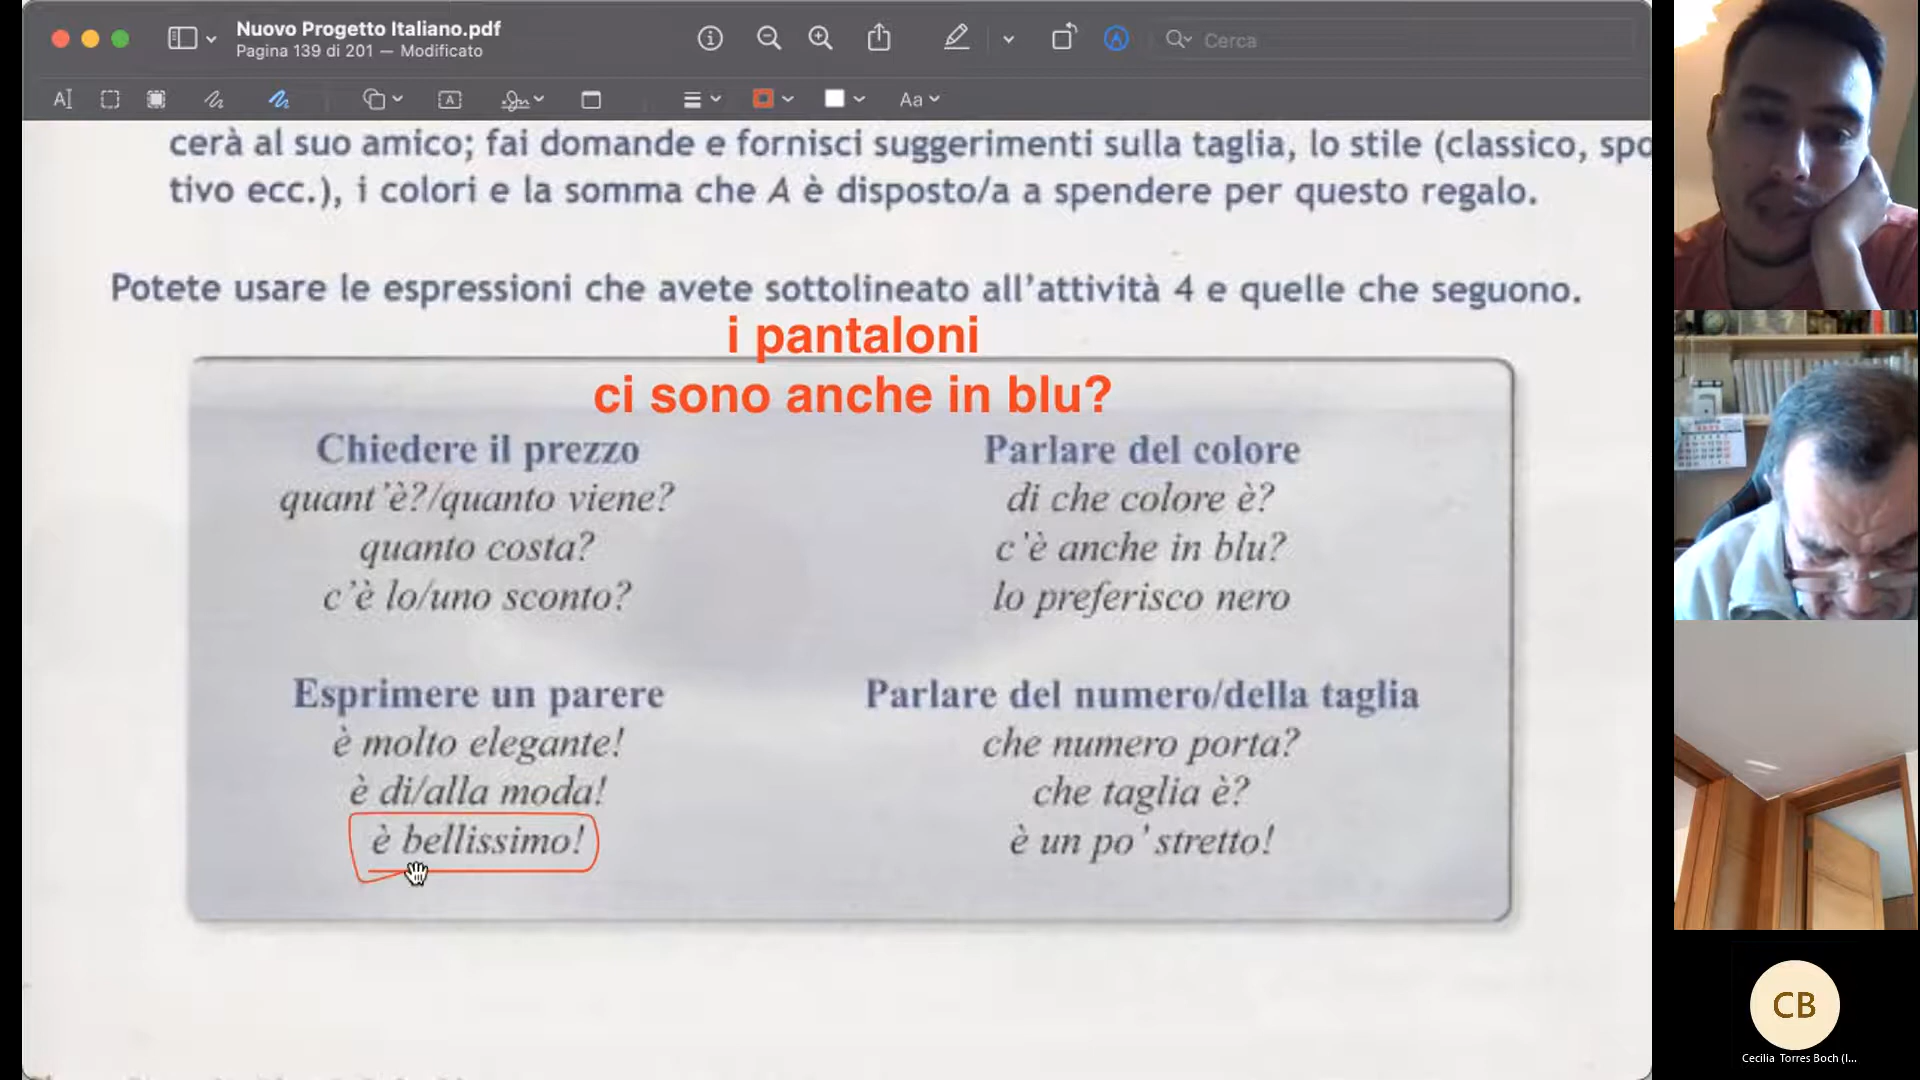 Nuovo Progetto Italiano.pdf
Pagina 139 di 201 — Modificato
Cerca
A
Aa
cerà al suo amico; fai domande e fornisci suggerimenti sulla taglia, lo stile (classico, spo
tivo ecc.), i colori e la somma che A è disposto/a a spendere per questo regalo.
Potete usare le espressioni che avete sottolineato all'attività 4 e quelle che seguono.
i pantaloni
ci sono anche in blu?
Chiedere il prezzo
quant'è?/quanto viene?
quanto costa?
c'è lo/uno sconto?
Parlare del colore
di che colore è?
c'è anche in blu?
lo preferisco nero
Esprimere un parere
è molto elegante!
è di/alla moda!
è bellissimo!
Parlare del numero/della taglia
che numero porta?
che taglia è?
è un po' stretto!
CB
Cecilia Torres Boch (I...